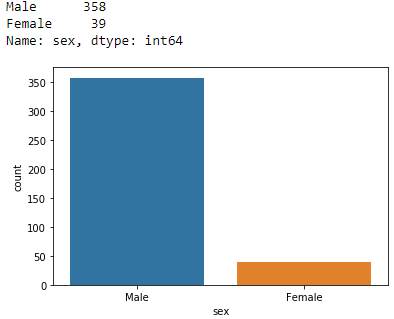 Male 358
Female 39
Name: sex, dtype: int64
350
300
250
200
150
100
50
0
count
Male Female
sex